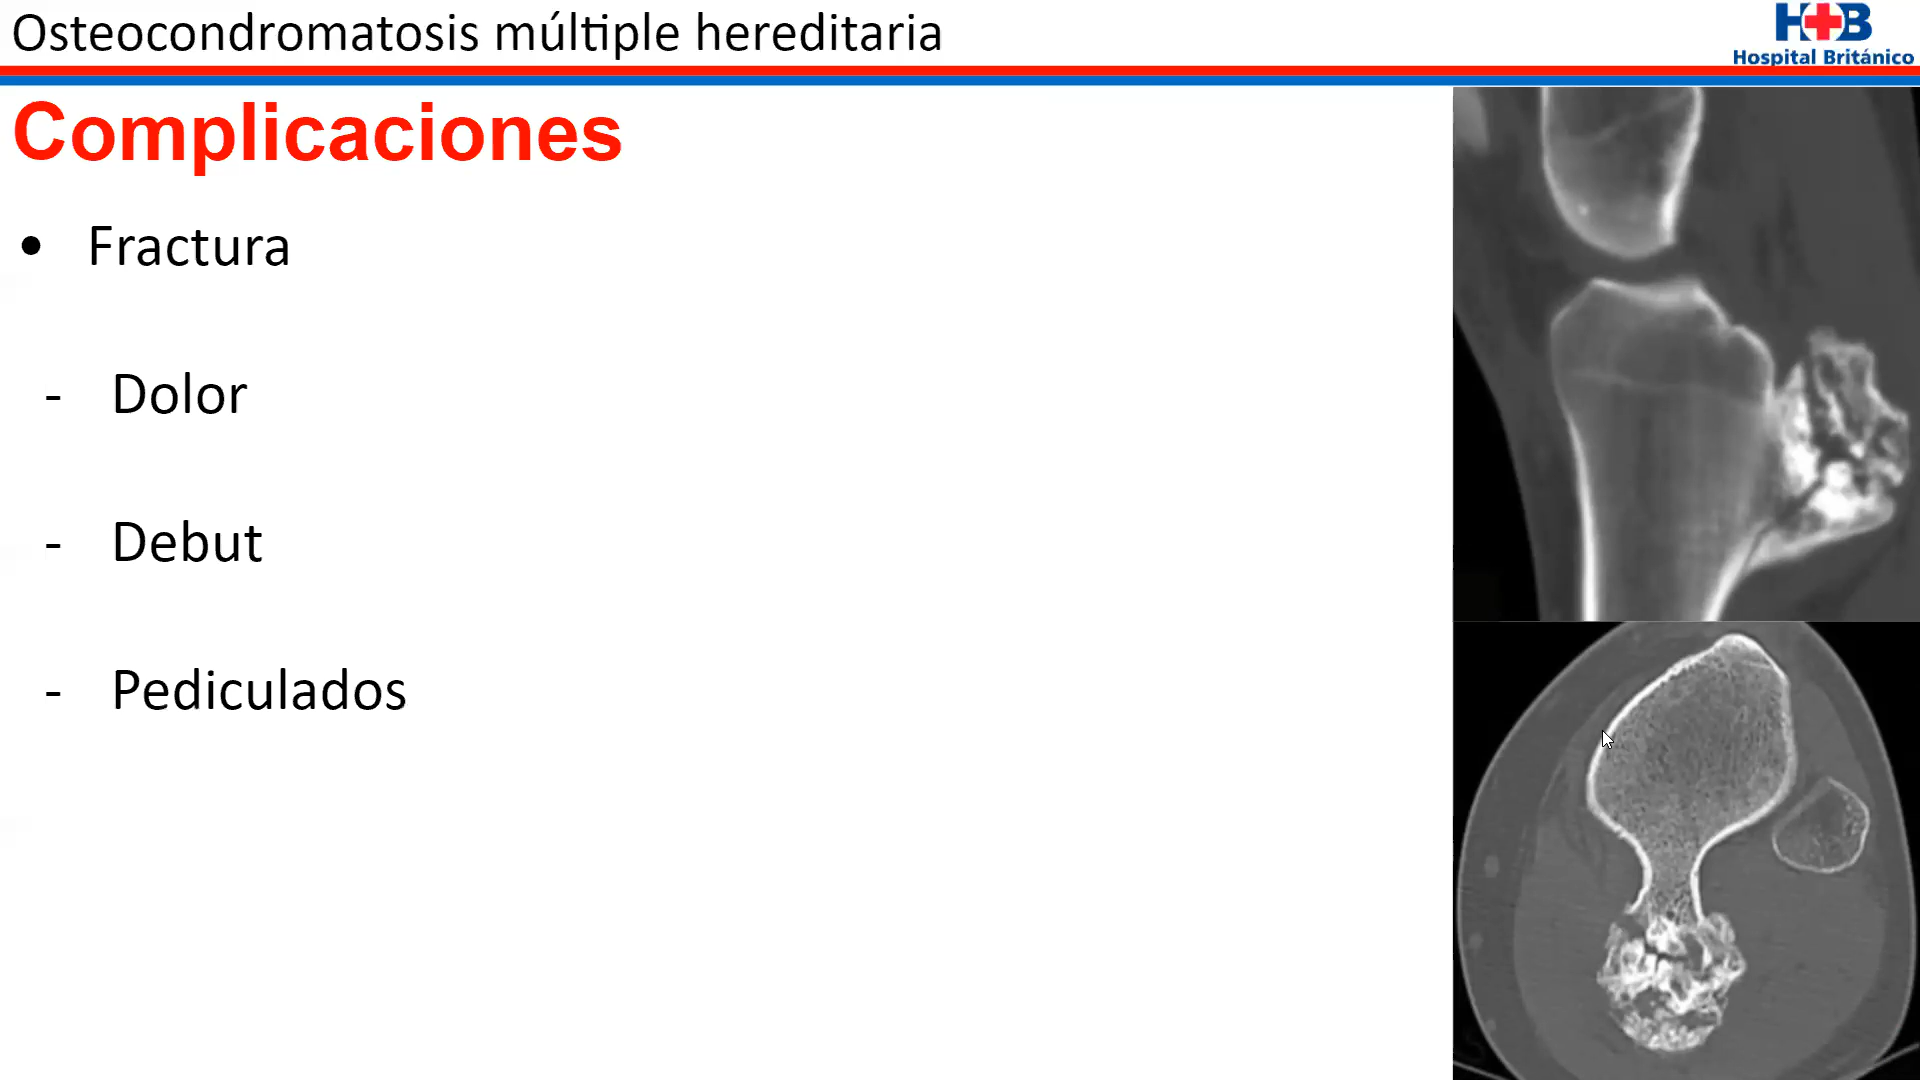 Osteocondromatosis múltiple hereditaria
H B
Hospital Británico
Complicaciones
• Fractura
- Dolor
- Debut
- Pediculados